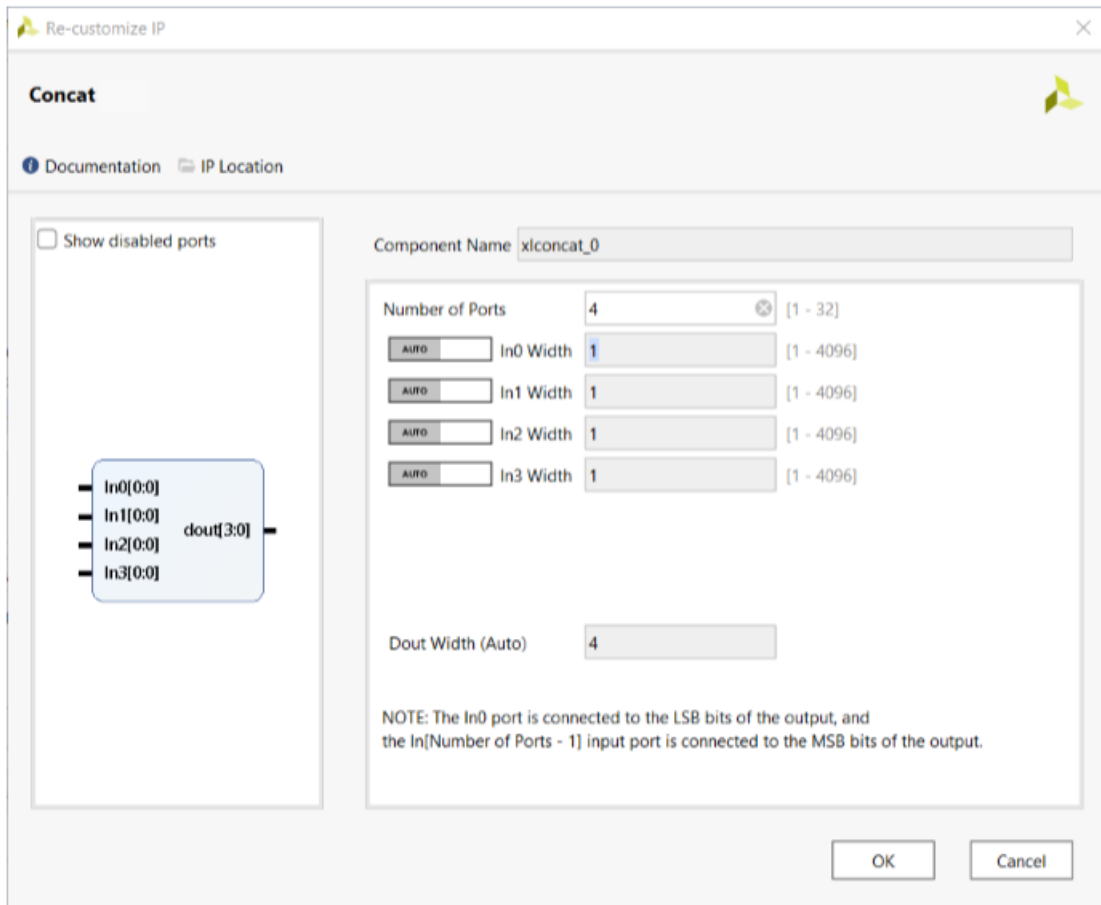 Re-customize IP
Concat
Documentation IP Location
Show disabled ports
In0[0:0]
In1[0:0]
In2[0:0]
In3[0:0]
dout[3:0]
Component Name xlconcat_0
Number of Ports 4 [1 - 32]
AUTO In0 Width 1 [1 - 4096]
AUTO In1 Width 1 [1 - 4096]
AUTO In2 Width 1 [1 - 4096]
AUTO In3 Width 1 [1 - 4096]
Dout Width (Auto) 4
NOTE: The In0 port is connected to the LSB bits of the output, and
the In[Number of Ports - 1] input port is connected to the MSB bits of the output.
OK Cancel